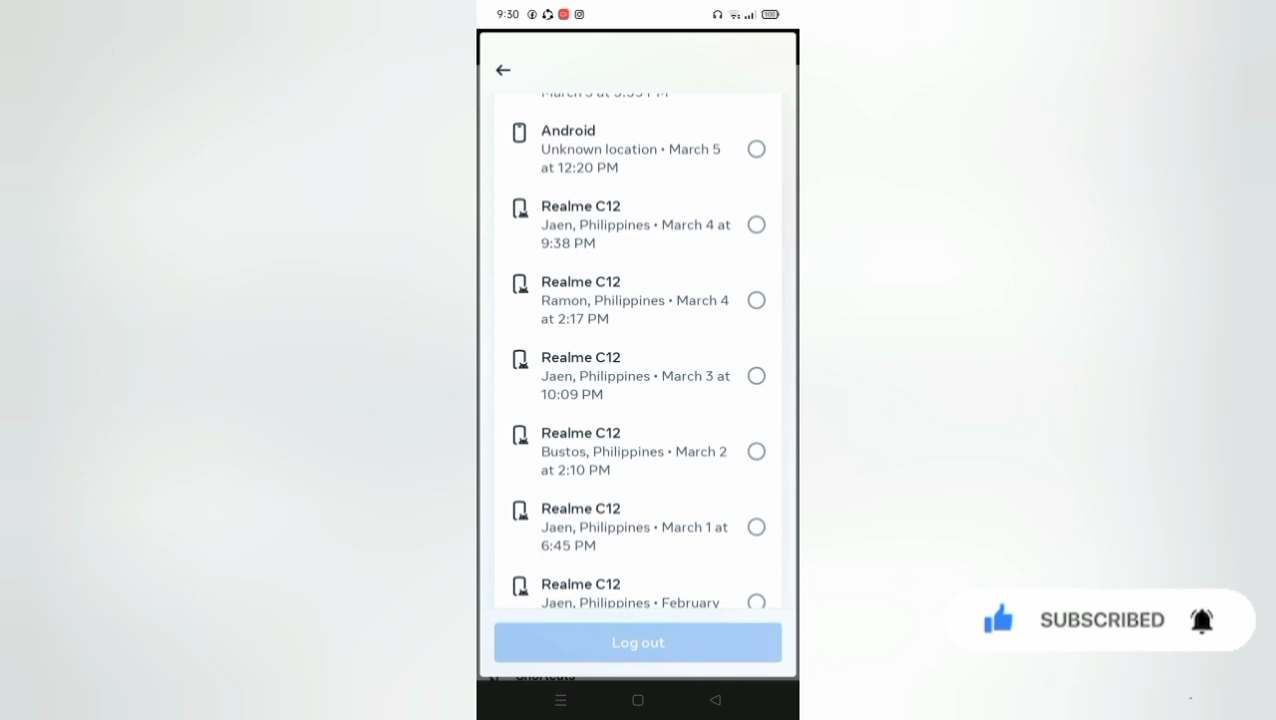 9:30
100
Android
Unknown location • March 5
at 12:20 PM
Realme C12
Jaen, Philippines • March 4 at
9:38 PM
Realme C12
Ramon, Philippines • March 4
at 2:17 PM
Realme C12
Jaen, Philippines • March 3 at
10:09 PM
Realme C12
Bustos, Philippines • March 2
at 2:10 PM
Realme C12
Jaen, Philippines • March 1 at
6:45 PM
Realme C12
Jaen, Philippines • February
Log out
SUBSCRIBED